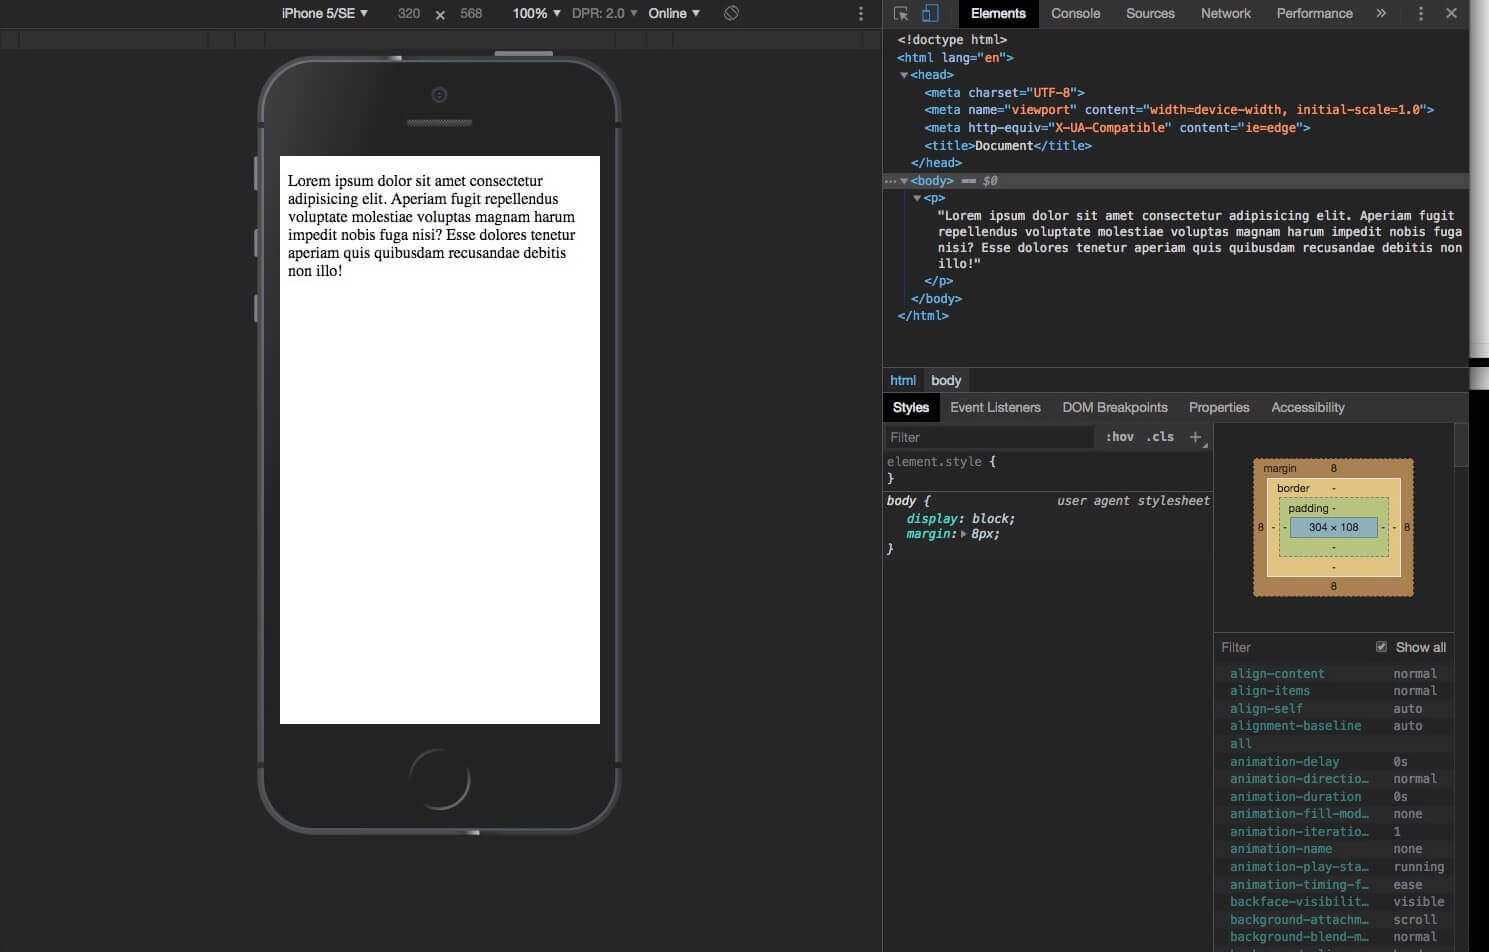 iPhone 5/SE ▼ 320 × 568 100% ▼ DPR: 2.0 ▼ Online ▼
Lorem ipsum dolor sit amet consectetur
adipisicing elit. Aperiam fugit repellendus
voluptate molestiae voluptas magnam harum
impedit nobis fuga nisi? Esse dolores tenetur
aperiam quis quibusdam recusandae debitis
non illo!
Elements Console Sources Network Performance »
<!doctype html>
<html lang="en">
▼<head>
<meta charset="UTF-8">
<meta name="viewport" content="width=device-width, initial-scale=1.0">
<meta http-equiv="X-UA-Compatible" content="ie=edge">
<title>Document</title>
</head>
…▼<body> == $0
▼<p>
"Lorem ipsum dolor sit amet consectetur adipisicing elit. Aperiam fugit
repellendus voluptate molestiae voluptas magnam harum impedit nobis fuga
nisi? Esse dolores tenetur aperiam quis quibusdam recusandae debitis non
illo!"
</p>
</body>
</html>
html body
Styles Event Listeners DOM Breakpoints Properties Accessibility
Filter :hov .cls +
element.style {
}
body { user agent stylesheet
display: block;
margin:▶8px;
}
margin 8
border -
padding -
8 - - 304 × 108 - - 8
-
-
8
Filter Show all
align-content normal
align-items normal
align-self auto
alignment-baseline auto
all
animation-delay 0s
animation-directio… normal
animation-duration 0s
animation-fill-mod… none
animation-iteratio… 1
animation-name none
animation-play-sta… running
animation-timing-f… ease
backface-visibilit… visible
background-attachm… scroll
background-blend-m… normal